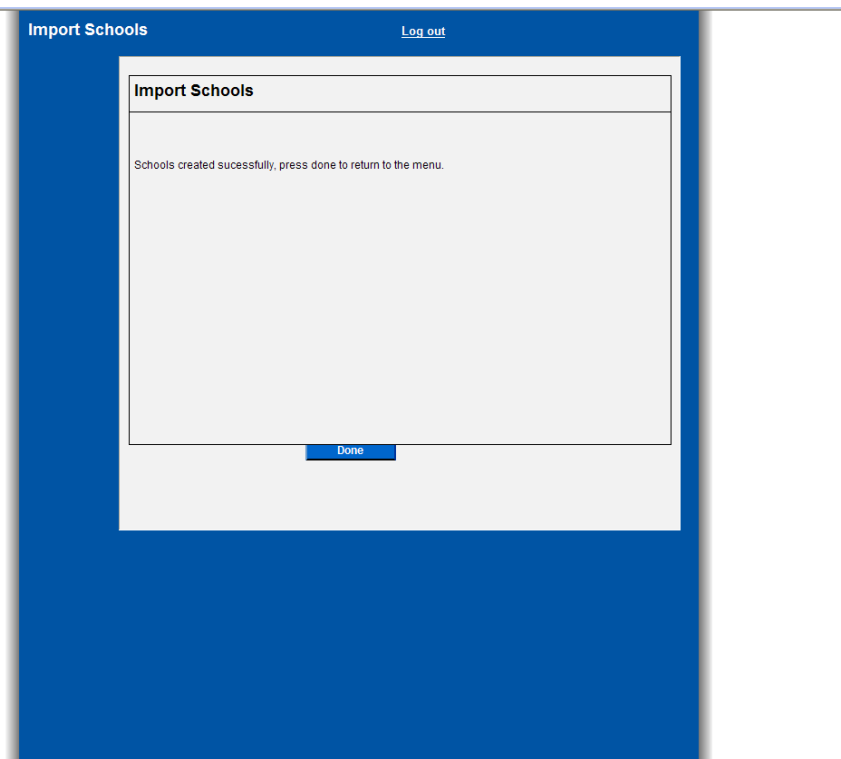 Import Schools
Log out
Import Schools
Schools created sucessfully, press done to return to the menu.
Done